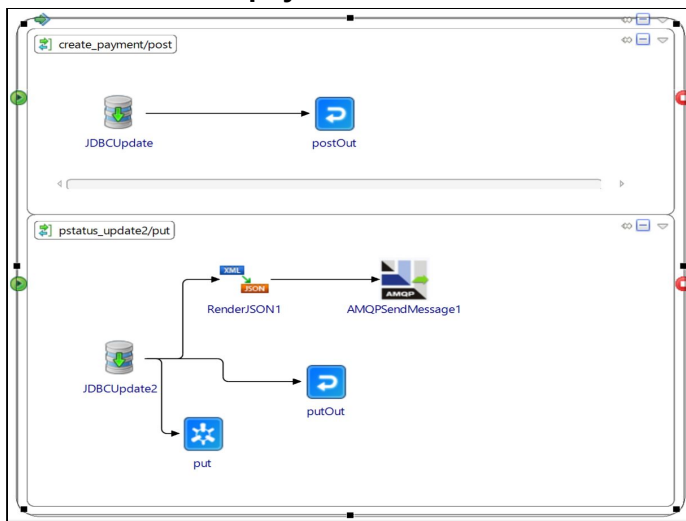 create_payment/post
JDBCUpdate
postOut
pstatus_update2/put
XML
JSON
RenderJSON1
AMQP
AMQPSendMessage1
JDBCUpdate2
putOut
put